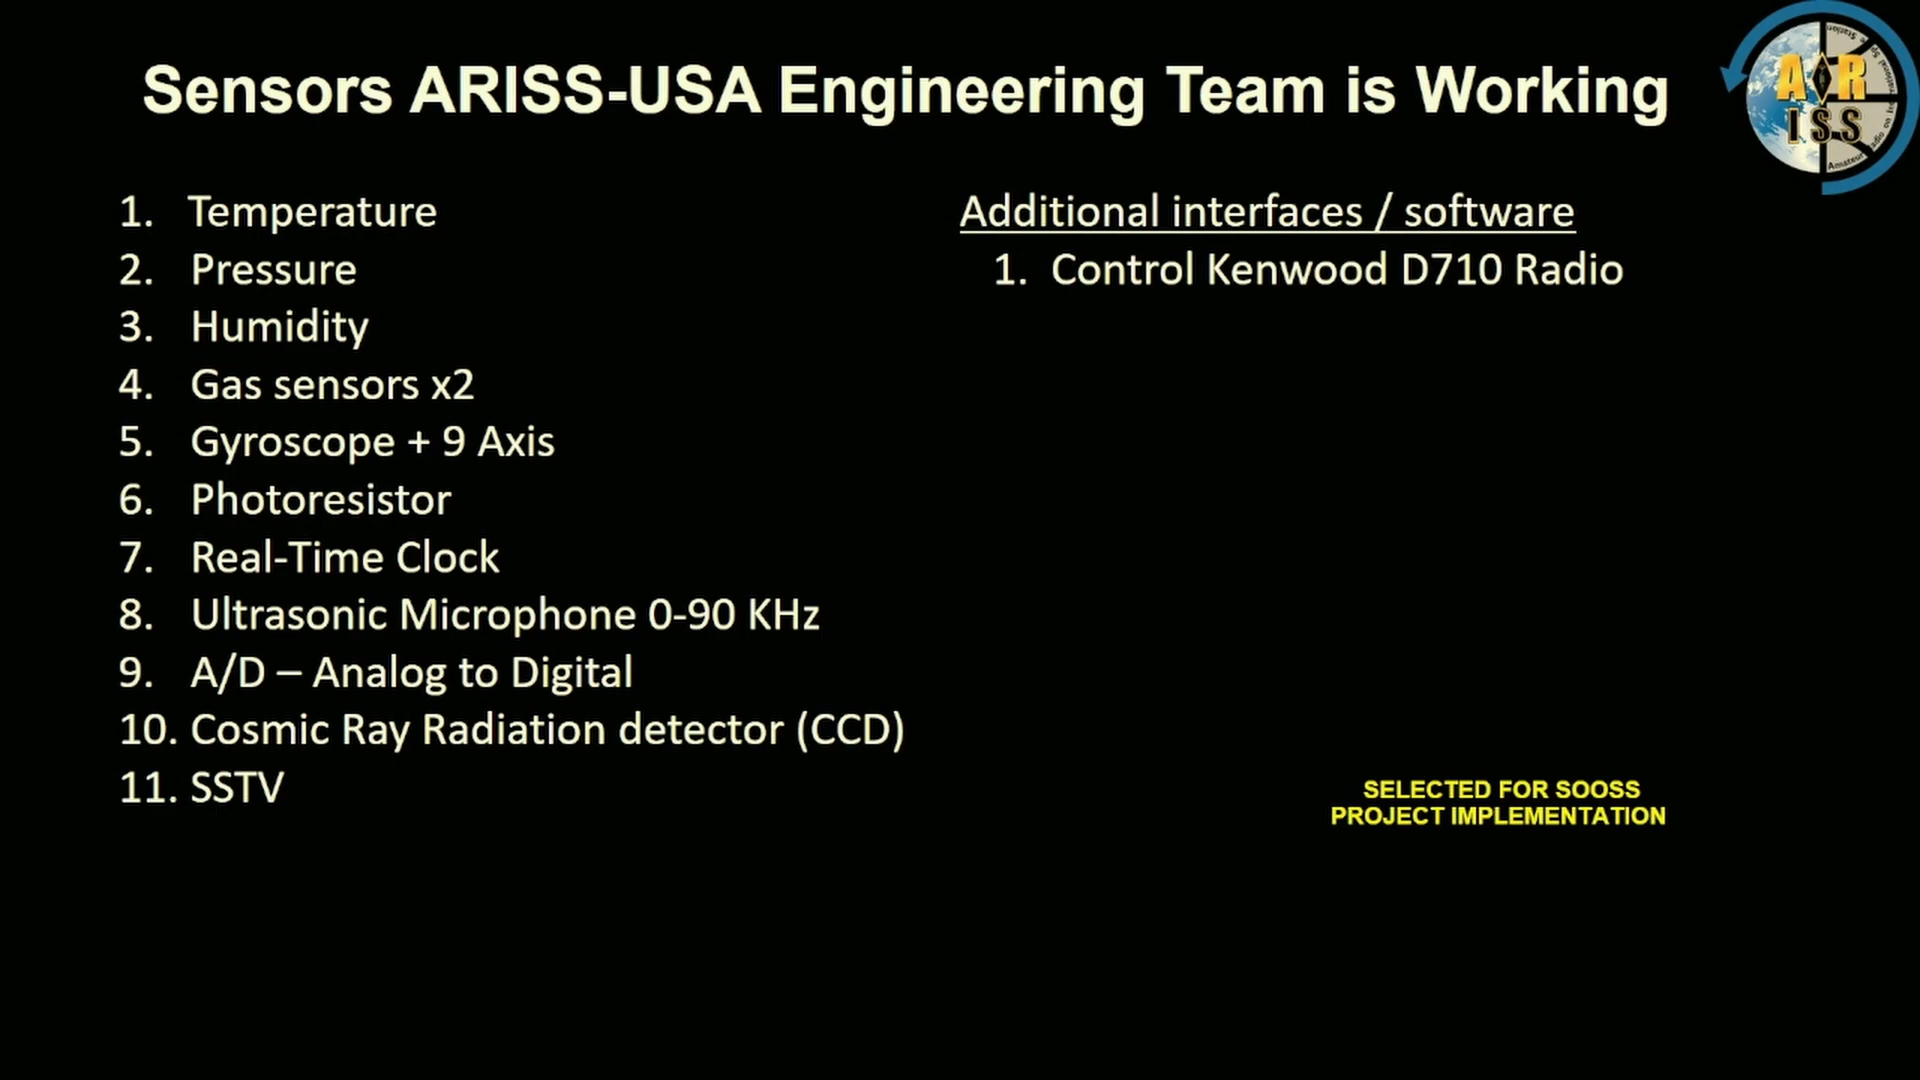 Sensors ARISS-USA Engineering Team is Working
1. Temperature
2. Pressure
3. Humidity
4. Gas sensors x2
5. Gyroscope + 9 Axis
6. Photoresistor
7. Real-Time Clock
8. Ultrasonic Microphone 0-90 KHz
9. A/D – Analog to Digital
10. Cosmic Ray Radiation detector (CCD)
11. SSTV
Additional interfaces / software
1. Control Kenwood D710 Radio
SELECTED FOR SOOSS
PROJECT IMPLEMENTATION
AR
ISS
Amateur